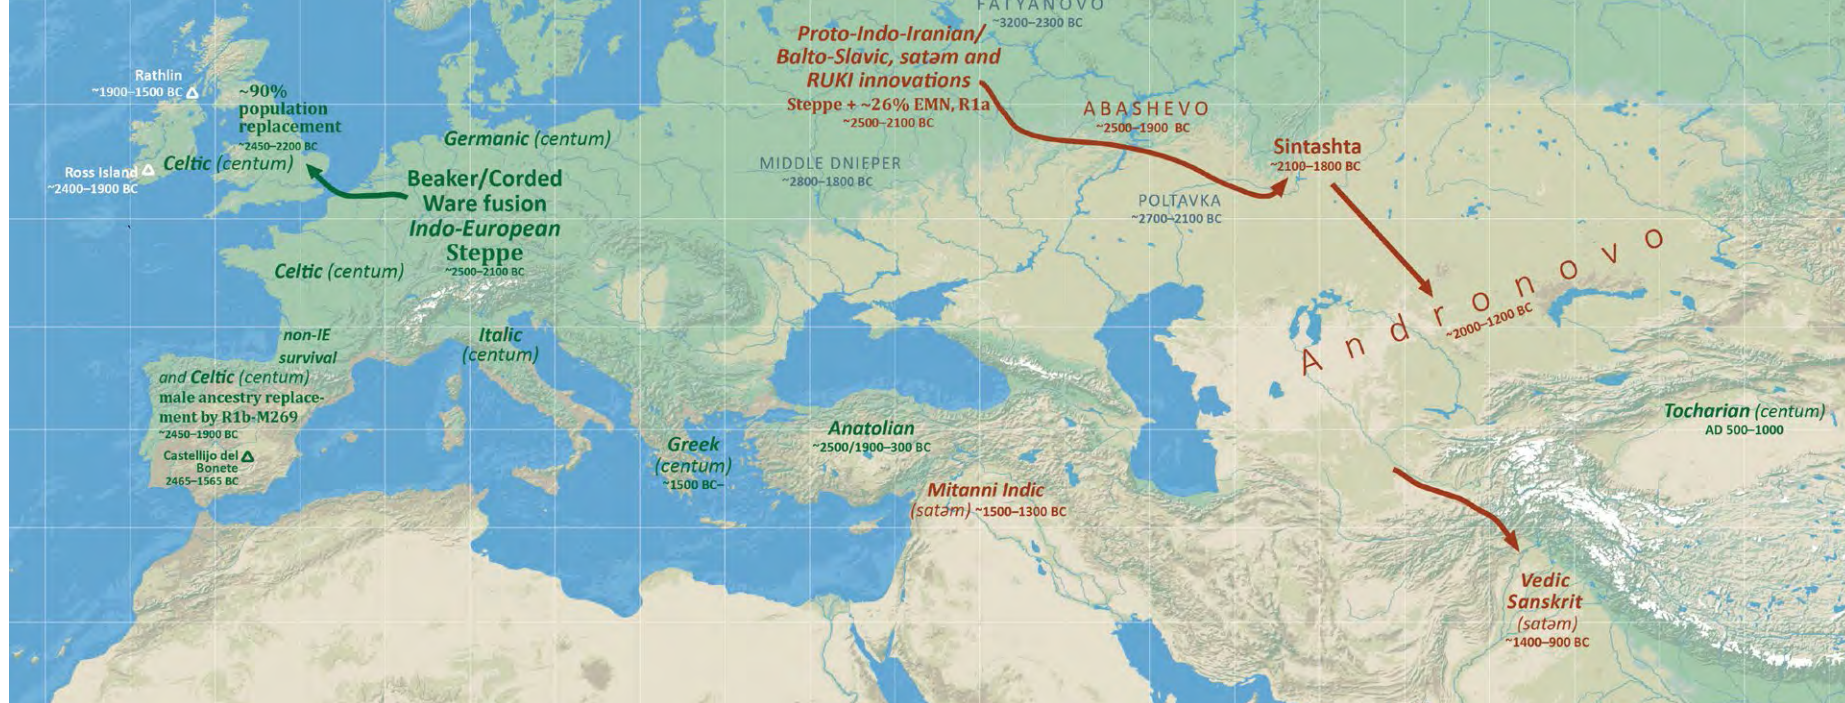 FATYANOVO
~3200–2300 BC
Proto-Indo-Iranian/
Balto-Slavic, satəm and
RUKI innovations
Steppe + ~26% EMN, R1a
~2500–2100 BC
Rathlin
~1900–1500 BC
~90%
population
replacement
~2450–2200 BC
Germanic (centum)
ABASHEVO
~2500–1900 BC
Sintashta
~2100–1800 BC
Ross Island
~2400–1900 BC
Celtic (centum)
Beaker/Corded
Ware fusion
Indo-European
Steppe
~2500–2100 BC
MIDDLE DNIEPER
~2800–1800 BC
POLTAVKA
~2700–2100 BC
Celtic (centum)
Andronovo
~2000–1200 BC
non-IE
survival
and Celtic (centum)
male ancestry replace-
ment by R1b-M269
~2450–1900 BC
Italic
(centum)
Castellijo del
Bonete
2465–1565 BC
Greek
(centum)
~1500 BC–
Anatolian
~2500/1900–300 BC
Tocharian (centum)
AD 500–1000
Mitanni Indic
(satəm) ~1500–1300 BC
Vedic
Sanskrit
(satəm)
~1400–900 BC